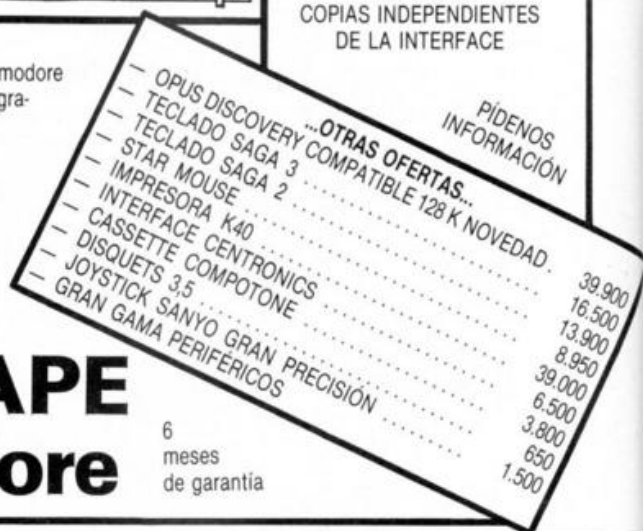 COPIAS INDEPENDIENTES
DE LA INTERFACE
PÍDENOS
INFORMACIÓN
modore
gra-
...OTRAS OFERTAS...
— OPUS DISCOVERY COMPATIBLE 128 K NOVEDAD. 39.900
— TECLADO SAGA 3 .................... 16.500
— TECLADO SAGA 2 .................... 13.900
— STAR MOUSE .................... 8.950
— IMPRESORA K40 .................... 39.000
— INTERFACE CENTRONICS .................... 6.500
— CASSETTE COMPOTONE .................... 3.800
— DISQUETS 3,5 .................... 650
— JOYSTICK SANYO GRAN PRECISIÓN .......... 1.500
— GRAN GAMA PERIFÉRICOS
APE
ore
6
meses
de garantía